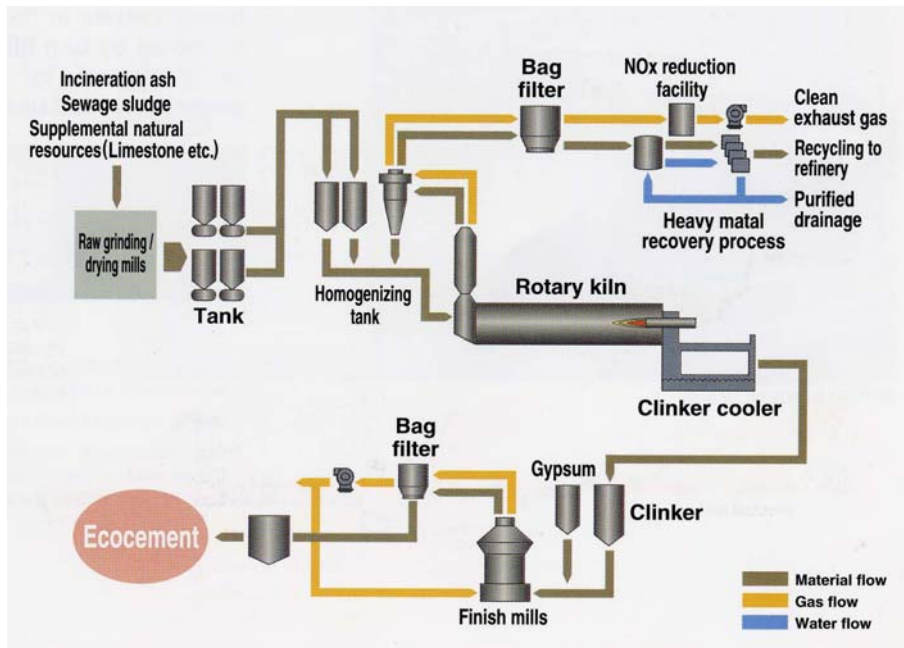 Incineration ash
Sewage sludge
Supplemental natural
resources(Limestone etc.)
Raw grinding /
drying mills
Tank
Homogenizing
tank
Bag
filter
NOx reduction
facility
Clean
exhaust gas
Recycling to
refinery
Purified
drainage
Heavy matal
recovery process
Rotary kiln
Clinker cooler
Bag
filter
Gypsum
Clinker
Ecocement
Finish mills
Material flow
Gas flow
Water flow